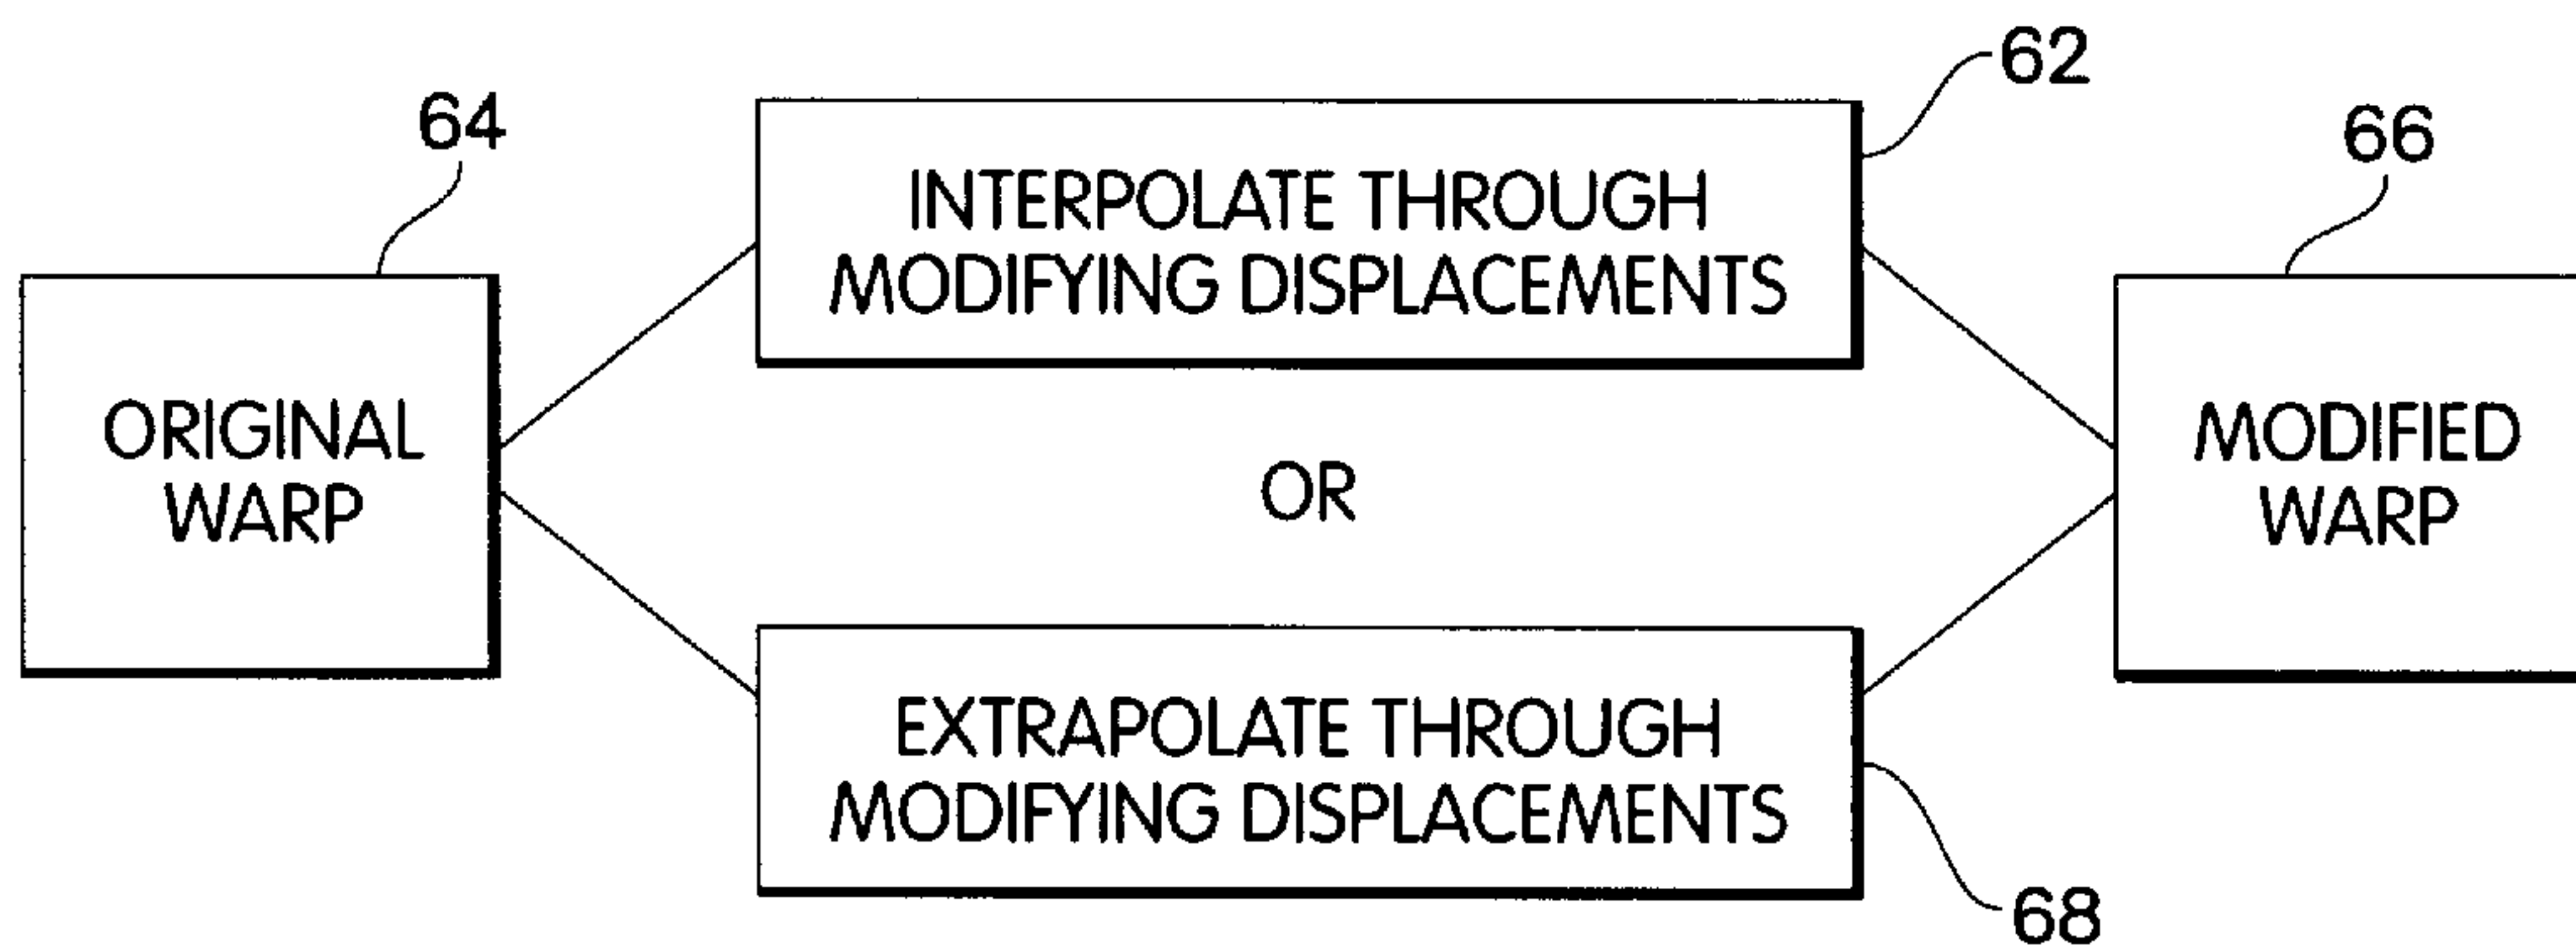 62
64
66
INTERPOLATE THROUGH
MODIFYING DISPLACEMENTS
ORIGINAL
WARP
OR
MODIFIED
WARP
EXTRAPOLATE THROUGH
MODIFYING DISPLACEMENTS
68